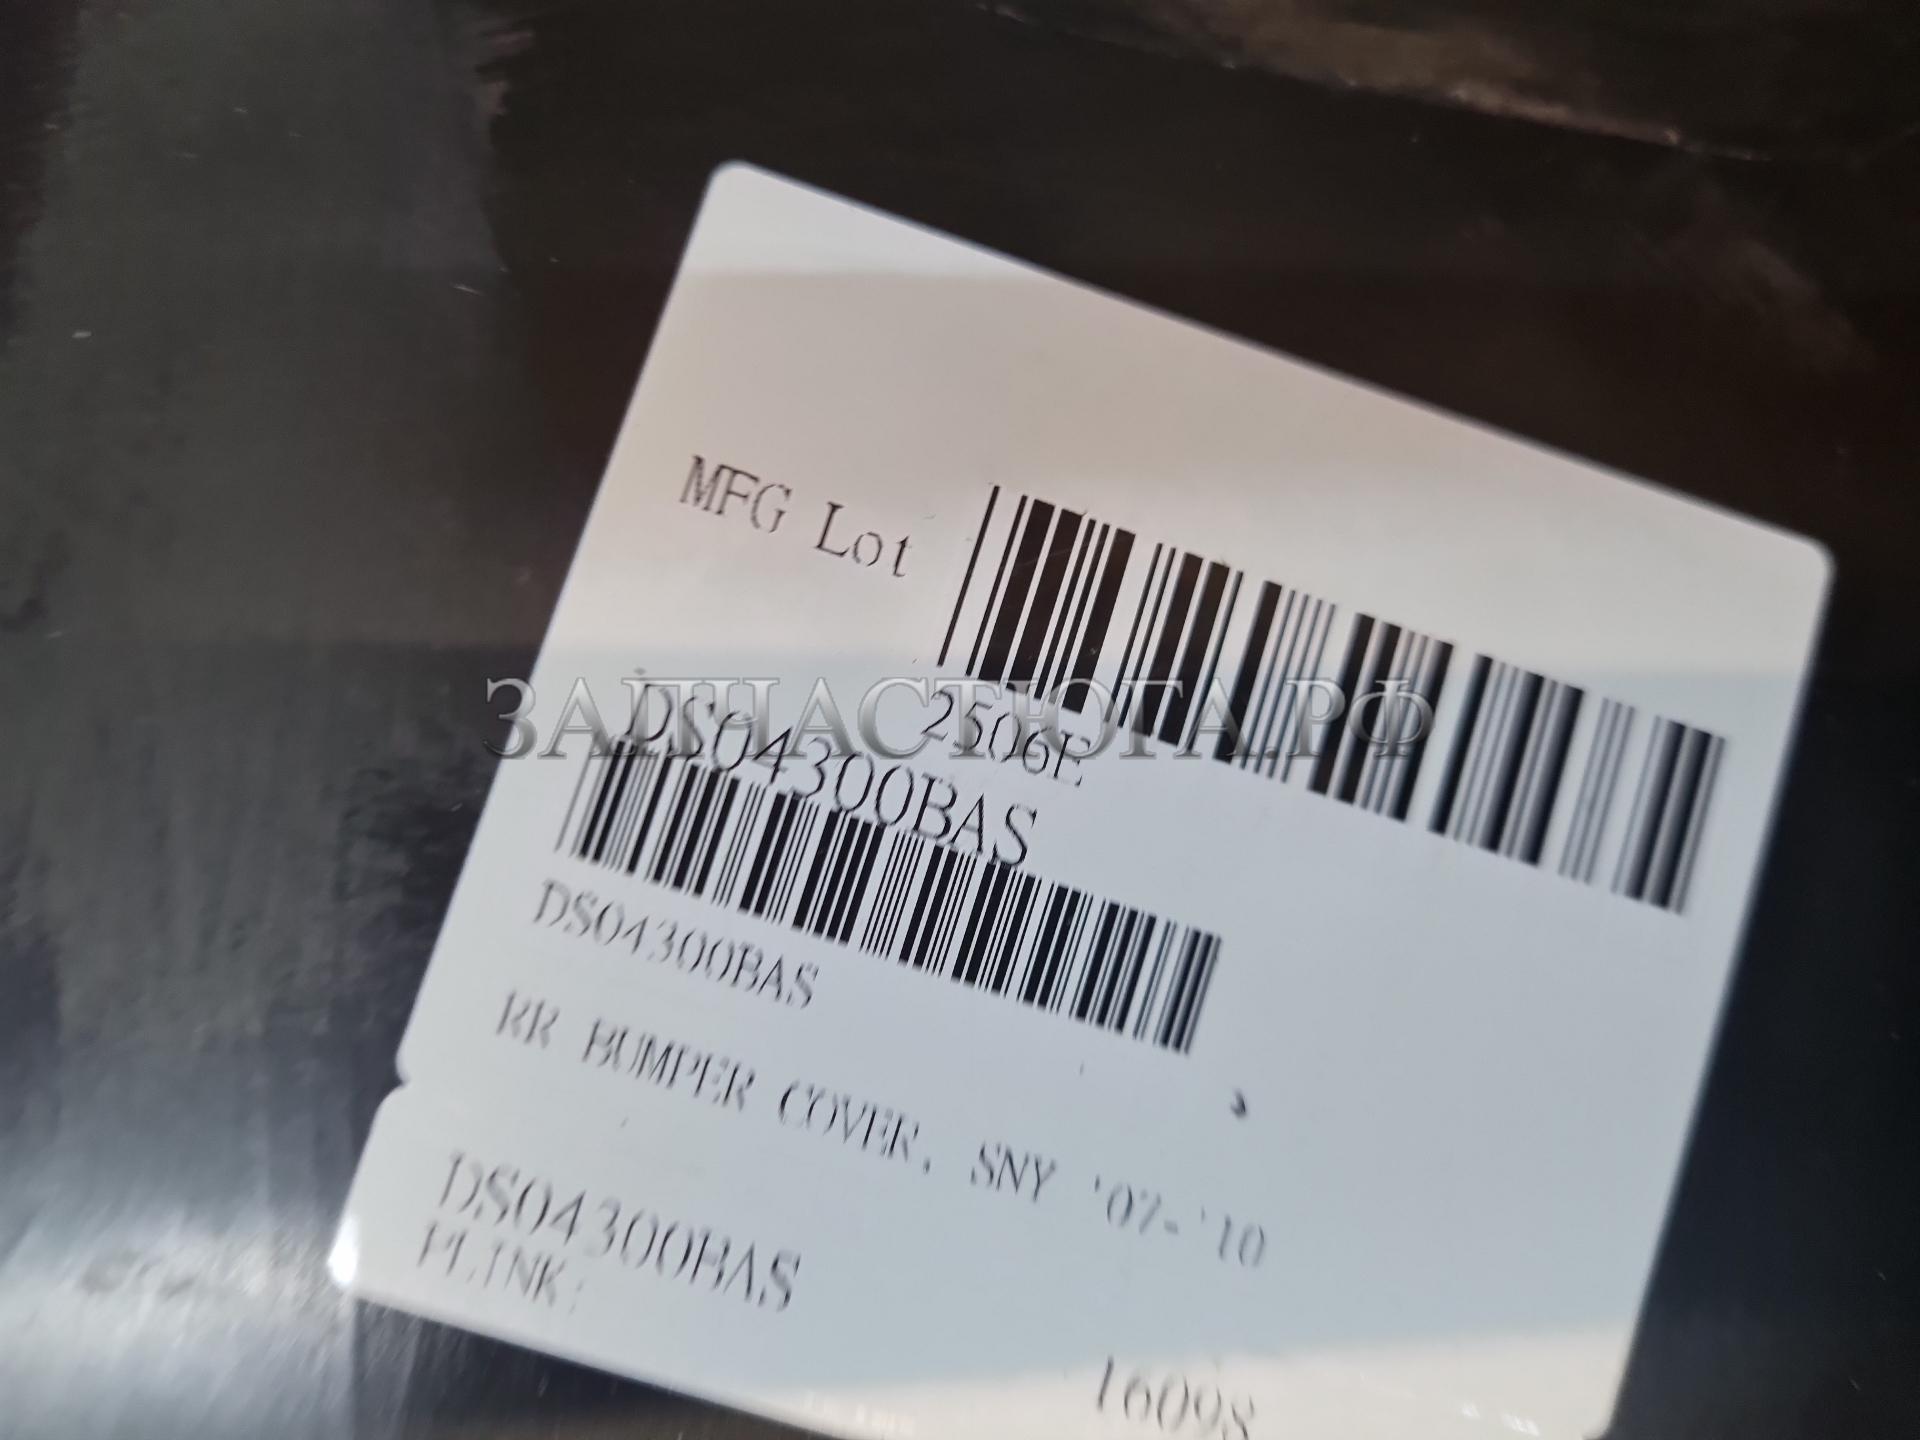 MFG Lot
2506E
DS04300BAS
DS04300BAS
RR BUMPER COVER, SNY '07-'10
DS04300BAS
PLINK:
16098
ЗАПЧАСТЮГА.РФ